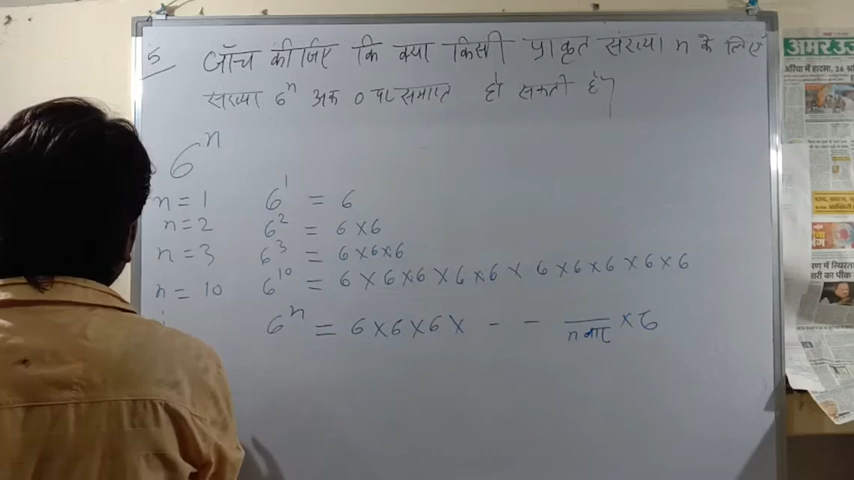 5 जाँच कीजिए कि क्या किसी प्राकृत संख्या n के लिए
संख्या 6ⁿ अंक 0 पर समाप्त हो सकती है?
6ⁿ
n = 1 6¹ = 6
n = 2 6² = 6×6
n = 3 6³ = 6×6×6
n = 10 6¹⁰ = 6×6×6×6×6×6×6×6×6×6
6ⁿ = 6×6×6× - - — ×6
n बार
अमर उज